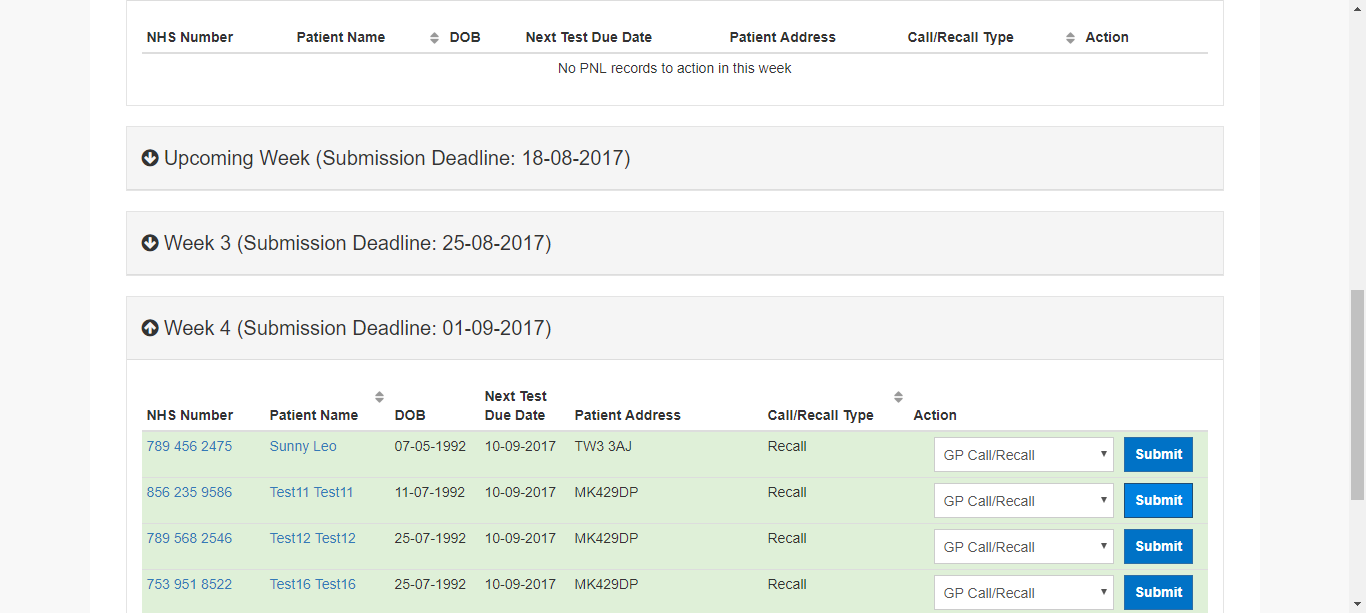 NHS Number Patient Name DOB Next Test Due Date Patient Address Call/Recall Type Action
No PNL records to action in this week
Upcoming Week (Submission Deadline: 18-08-2017)
Week 3 (Submission Deadline: 25-08-2017)
Week 4 (Submission Deadline: 01-09-2017)
NHS Number Patient Name DOB Next Test Due Date Patient Address Call/Recall Type Action
789 456 2475 Sunny Leo 07-05-1992 10-09-2017 TW3 3AJ Recall GP Call/Recall Submit
856 235 9586 Test11 Test11 11-07-1992 10-09-2017 MK429DP Recall GP Call/Recall Submit
789 568 2546 Test12 Test12 25-07-1992 10-09-2017 MK429DP Recall GP Call/Recall Submit
753 951 8522 Test16 Test16 25-07-1992 10-09-2017 MK429DP Recall GP Call/Recall Submit